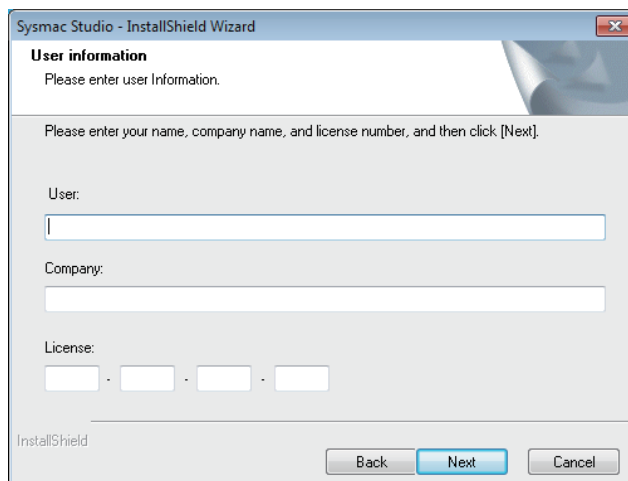 Sysmac Studio - InstallShield Wizard
User information
Please enter user Information.
Please enter your name, company name, and license number, and then click [Next].
User:
Company:
License:
- - -
InstallShield
Back Next Cancel